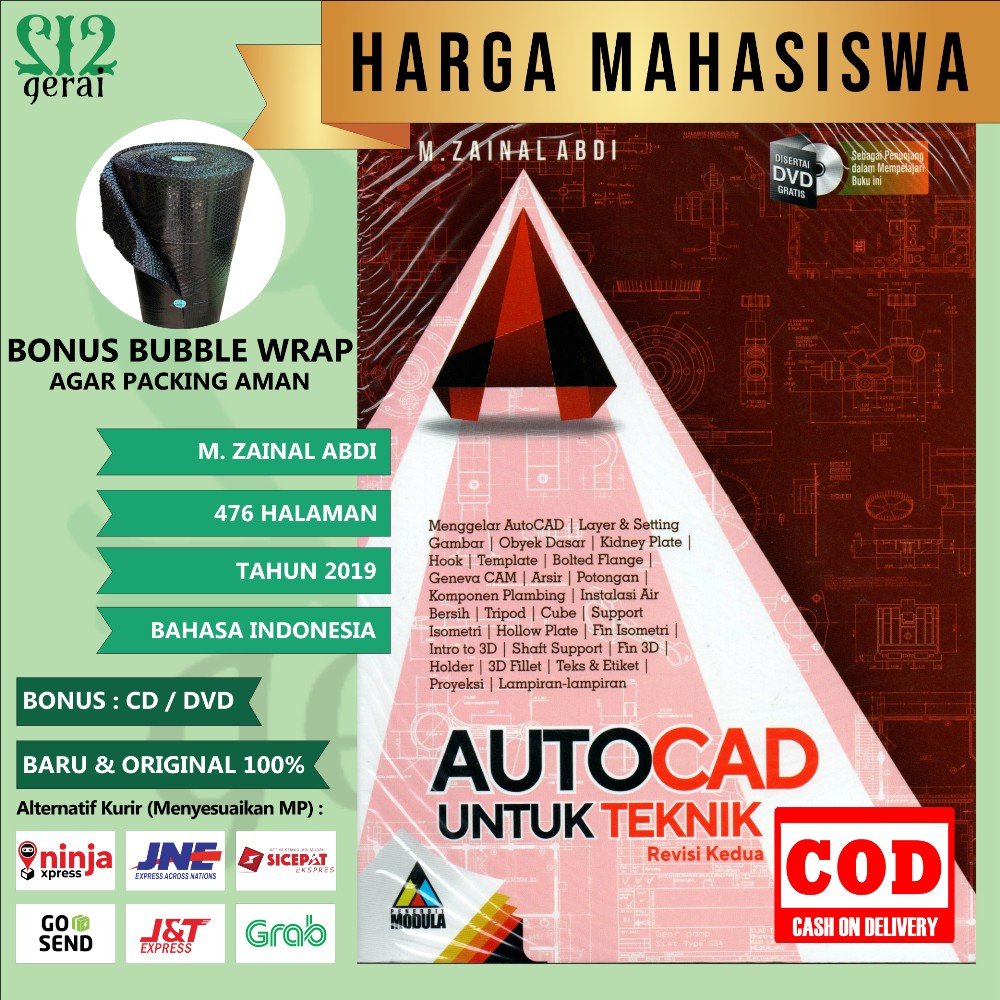 212
gerai
HARGA MAHASISWA
BONUS BUBBLE WRAP
AGAR PACKING AMAN
M. ZAINAL ABDI
476 HALAMAN
TAHUN 2019
BAHASA INDONESIA
BONUS : CD / DVD
BARU & ORIGINAL 100%
Alternatif Kurir (Menyesuaikan MP) :
ninja
xpress
JNE
EXPRESS ACROSS NATIONS
SICEPAT
EKSPRES
GO
SEND
J&T
EXPRESS
Grab
M. ZAINAL ABDI
DISERTAI
DVD
GRATIS
Sebagai Penunjang
dalam Mempelajari
Buku ini
Menggelar AutoCAD | Layer & Setting
Gambar | Obyek Dasar | Kidney Plate |
Hook | Template | Bolted Flange |
Geneva CAM | Arsir | Potongan |
Komponen Plambing | Instalasi Air
Bersih | Tripod | Cube | Support
Isometri | Hollow Plate | Fin Isometri |
Intro to 3D | Shaft Support | Fin 3D |
Holder | 3D Fillet | Teks & Etiket |
Proyeksi | Lampiran-lampiran
AUTOCAD
UNTUK TEKNIK
Revisi Kedua
PENERBIT
MODULA
COD
CASH ON DELIVERY